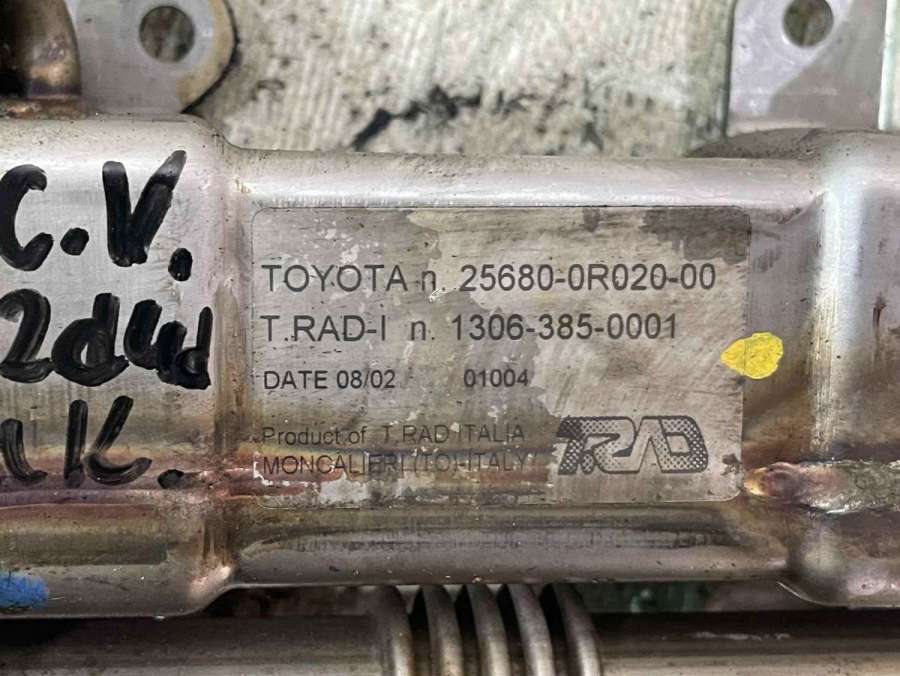 C.V.
2dwd
TOYOTA n. 25680-0R020-00
T.RAD-I n. 1306-385-0001
DATE 08/02 01004
Product of T.RAD ITALIA
MONCALIERI (TO)-ITALY
T.RAD